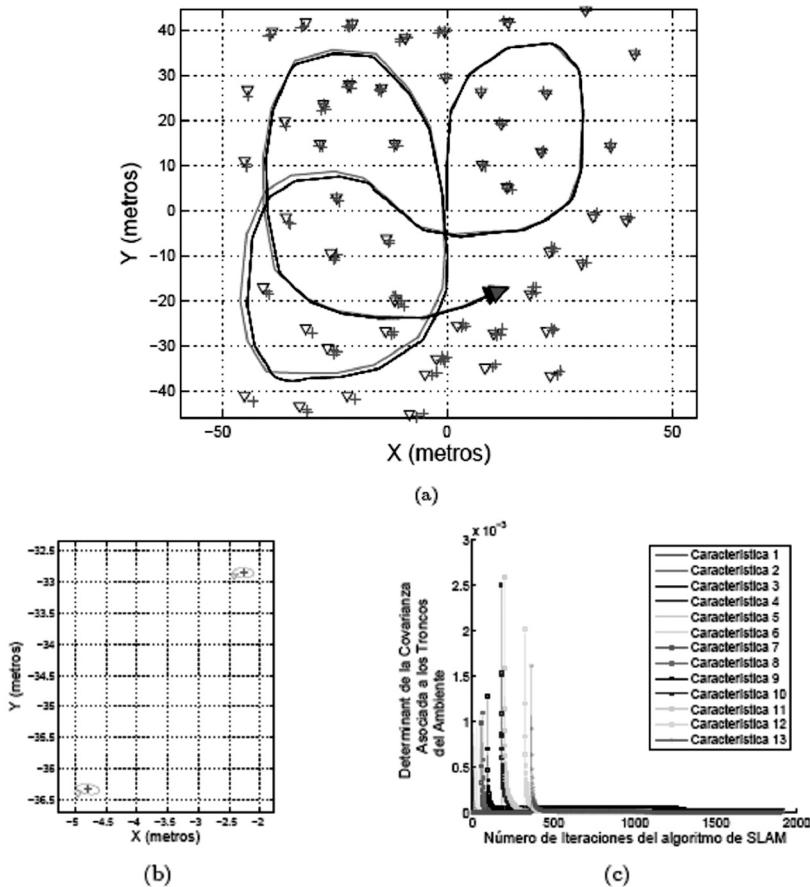 40
30
20
10
0
−10
−20
−30
−40
Y (metros)
−50
0
50
X (metros)
(a)
−32.5
−33
−33.5
−34
−34.5
−35
−35.5
−36
−36.5
Y (metros)
−5 −4.5 −4 −3.5 −3 −2.5 −2
X (metros)
(b)
x 10⁻³
3
2.5
2
1.5
1
0.5
0
Determinant de la Covarianza
Asociada a los Troncos
del Ambiente
Caracteristica 1
Caracteristica 2
Caracteristica 3
Caracteristica 4
Caracteristica 5
Caracteristica 6
Caracteristica 7
Caracteristica 8
Caracteristica 9
Caracteristica 10
Caracteristica 11
Caracteristica 12
Caracteristica 13
0 500 1000 1500 2000
Número de Iteraciones del algoritmo de SLAM
(c)